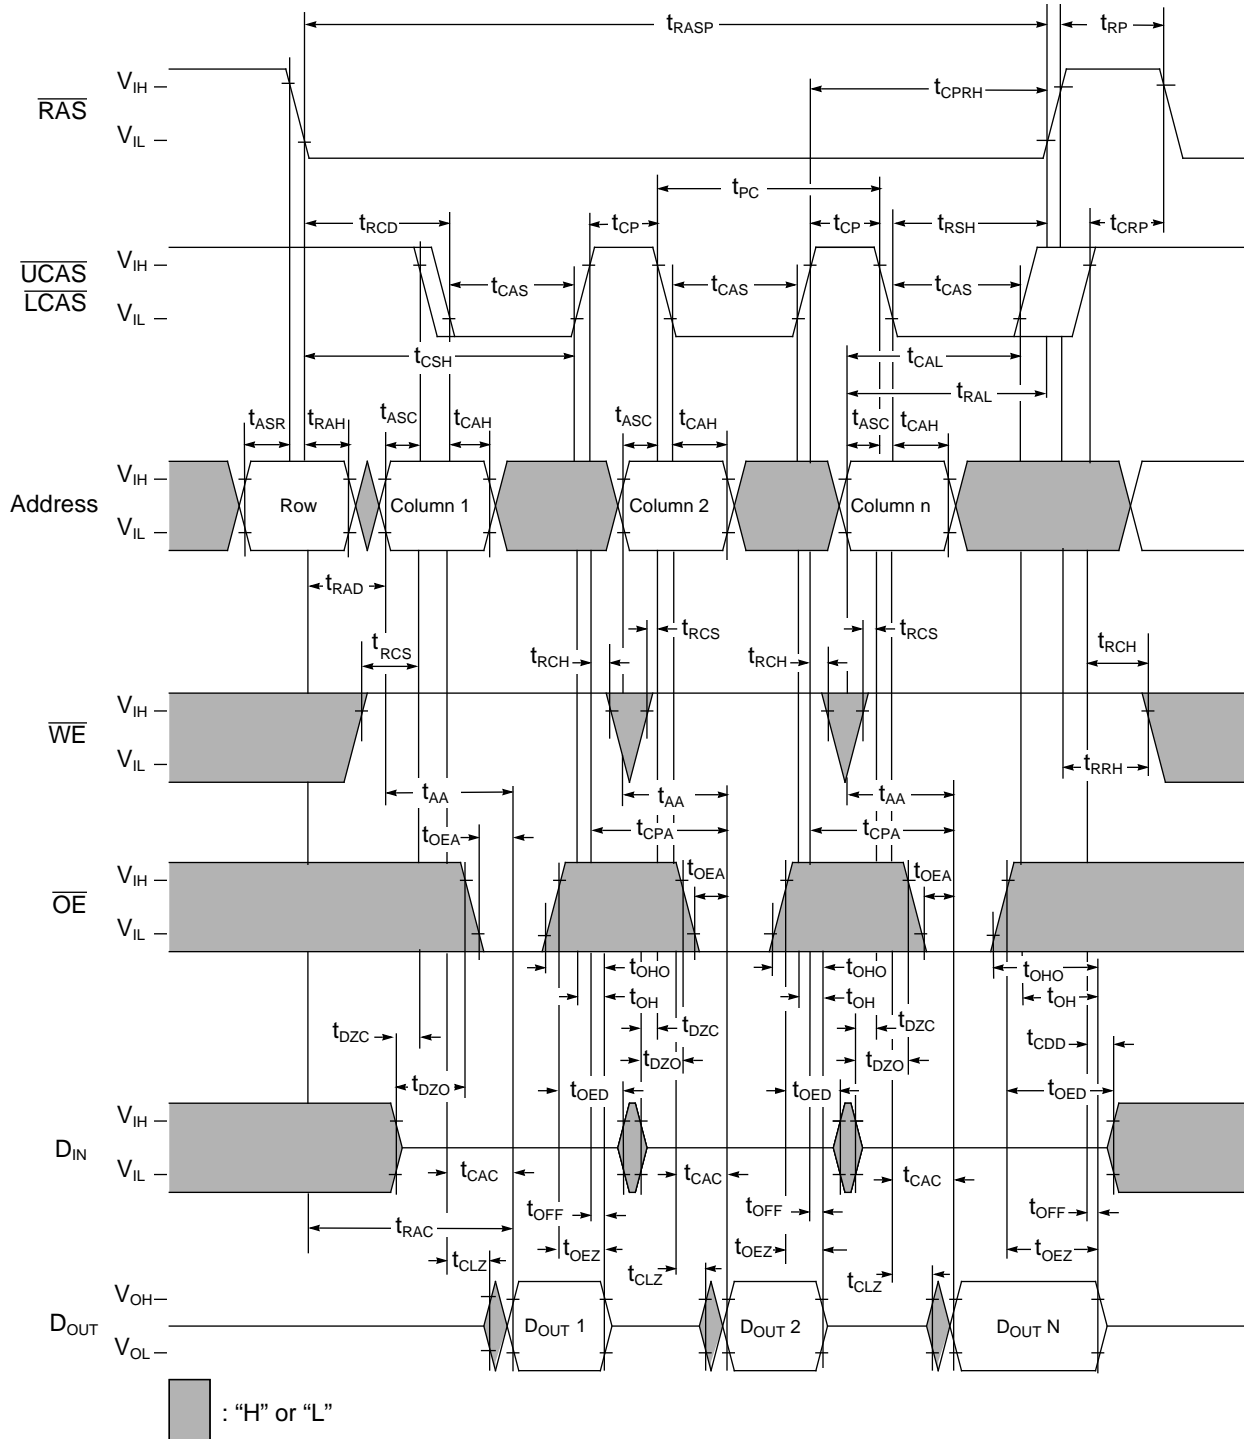 tRASP tRP
VIH
RAS
tCPRH
VIL
tPC
tRCD tCP tCP tRSH tCRP
VIH
UCAS
LCAS
tCAS tCAS tCAS
VIL
tCSH tCAL
tRAL
tASR tRAH tASC tCAH tASC tCAH tASC tCAH
VIH
Address Row Column 1 Column 2 Column n
VIL
tRAD
tRCS tRCS tRCS
tRCH tRCH tRCH
VIH
WE
VIL
tRRH
tAA tAA tAA
tOEA tCPA tCPA
VIH tOEA tOEA
OE
VIL
tOHO tOHO tOHO
tOH tOH tOH
tDZC tDZC tDZC tCDD
tDZO tDZO tDZO
tOED tOED tOED
VIH
DIN
VIL
tCAC tCAC tCAC
tRAC tOFF tOFF tOFF
tCLZ tOEZ tOEZ tOEZ
tCLZ tCLZ
VOH
DOUT DOUT 1 DOUT 2 DOUT N
VOL
: “H” or “L”